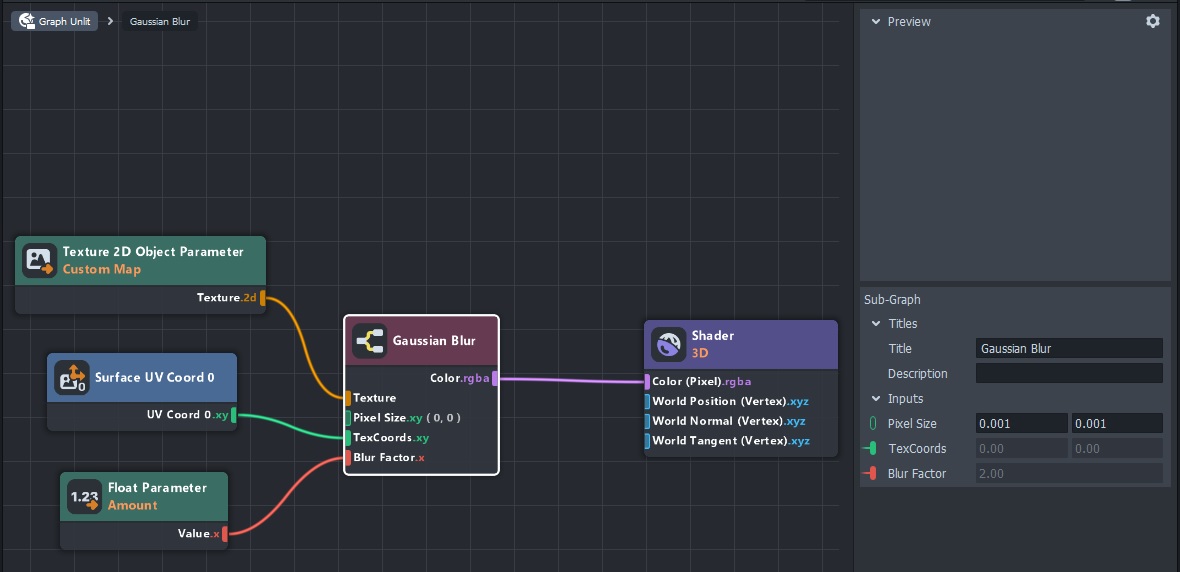 Graph Unlit > Gaussian Blur
Texture 2D Object Parameter
Custom Map
Texture.2d
Surface UV Coord 0
0
UV Coord 0.xy
1.23
Float Parameter
Amount
Value.x
Gaussian Blur
Color.rgba
Texture
Pixel Size.xy ( 0, 0 )
TexCoords.xy
Blur Factor.x
Shader
3D
Color (Pixel).rgba
World Position (Vertex).xyz
World Normal (Vertex).xyz
World Tangent (Vertex).xyz
Preview
Sub-Graph
Titles
Title Gaussian Blur
Description
Inputs
Pixel Size 0.001 0.001
TexCoords 0.00 0.00
Blur Factor 2.00